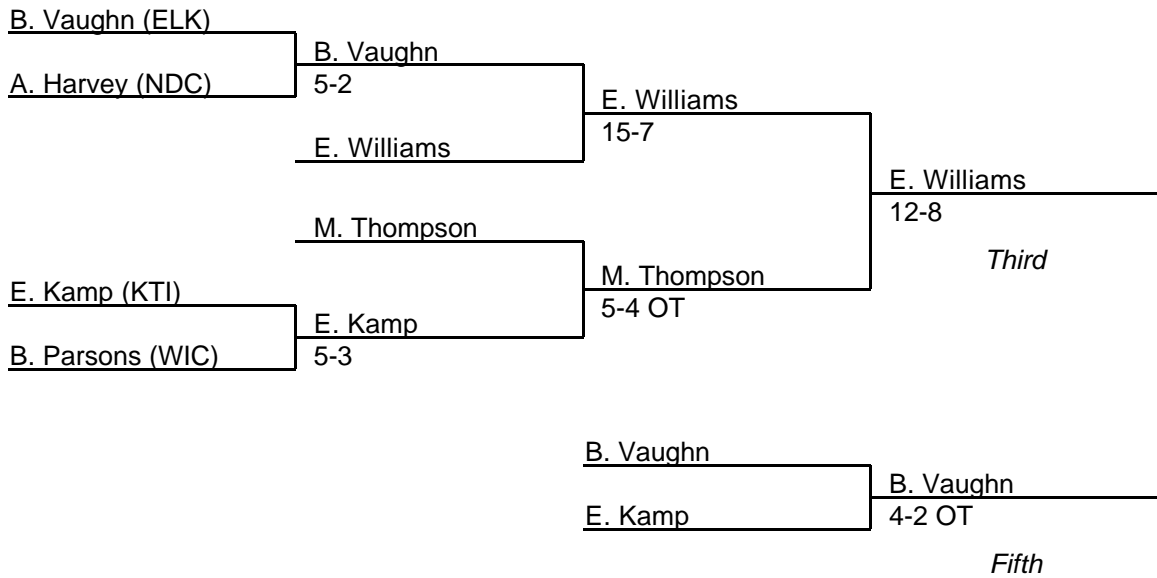 B. Vaughn (ELK)
B. Vaughn
A. Harvey (NDC)
5-2
E. Williams
15-7
E. Williams
E. Williams
12-8
M. Thompson
Third
M. Thompson
E. Kamp (KTI)
5-4 OT
E. Kamp
B. Parsons (WIC)
5-3
B. Vaughn
B. Vaughn
E. Kamp
4-2 OT
Fifth